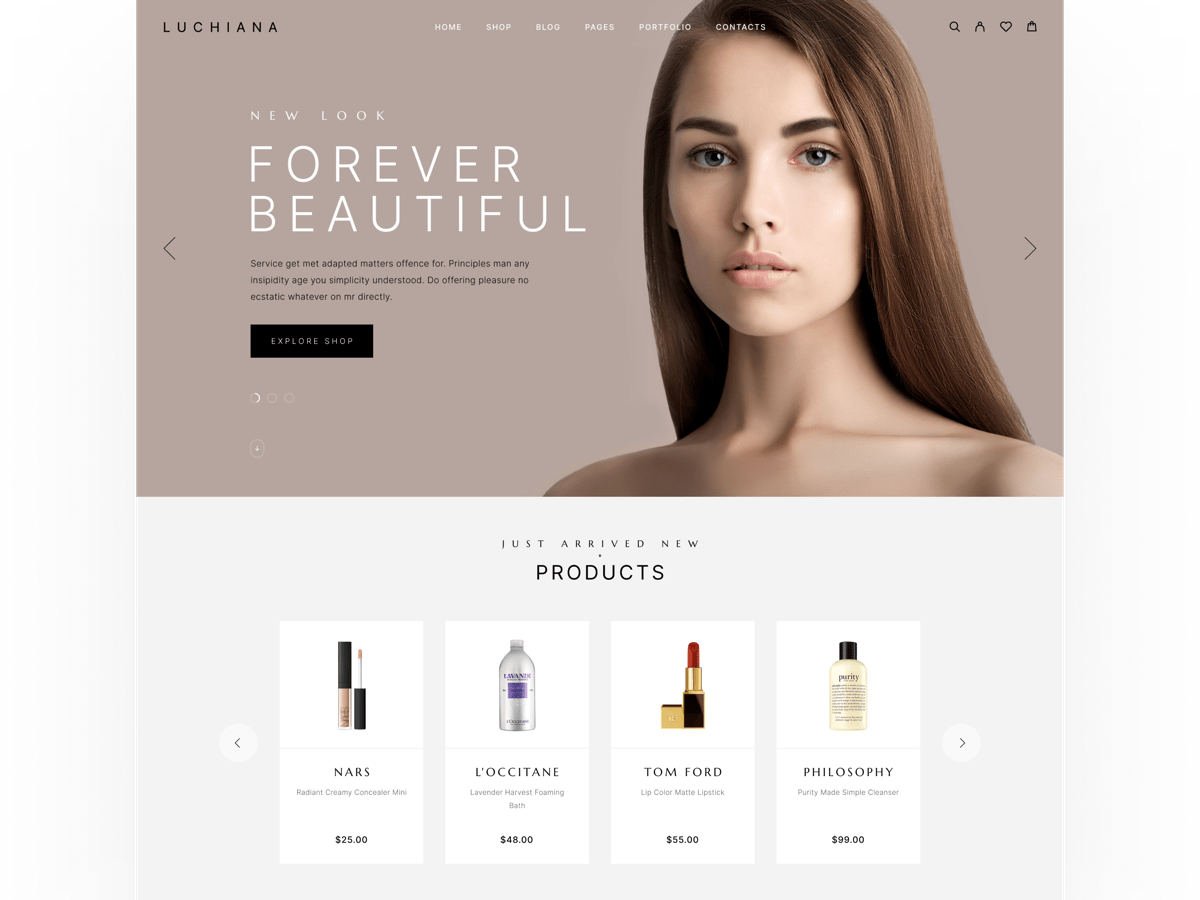 LUCHIANA
HOME SHOP BLOG PAGES PORTFOLIO CONTACTS
NEW LOOK
FOREVER
BEAUTIFUL
Service get met adapted matters offence for. Principles man any
insipidity age you simplicity understood. Do offering pleasure no
ecstatic whatever on mr directly.
EXPLORE SHOP
JUST ARRIVED NEW
PRODUCTS
LAVANDE
L'OCCITANE
purity
NARS
Radiant Creamy Concealer Mini
$25.00
L'OCCITANE
Lavender Harvest Foaming
Bath
$48.00
TOM FORD
Lip Color Matte Lipstick
$55.00
PHILOSOPHY
Purity Made Simple Cleanser
$99.00